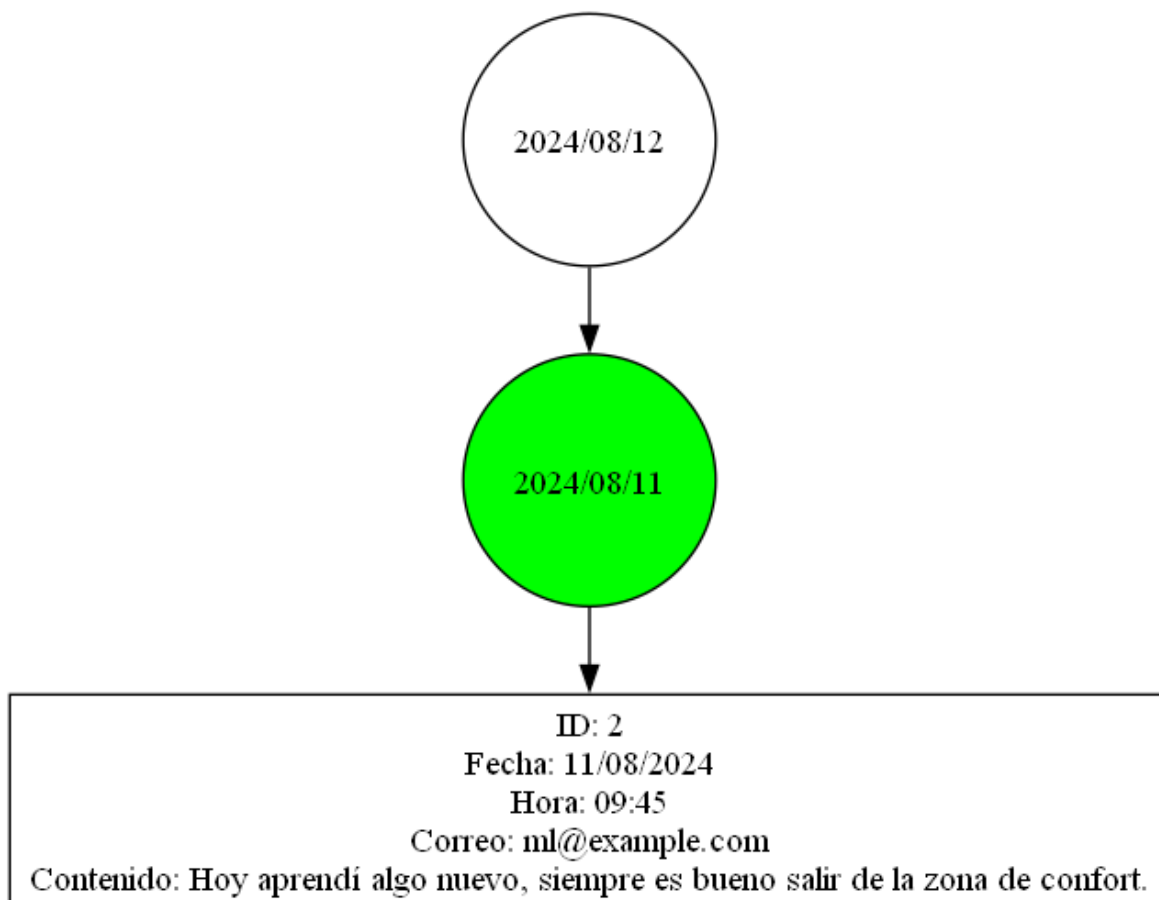 2024/08/12
2024/08/11
ID: 2
Fecha: 11/08/2024
Hora: 09:45
Correo: ml@example.com
Contenido: Hoy aprendí algo nuevo, siempre es bueno salir de la zona de confort.